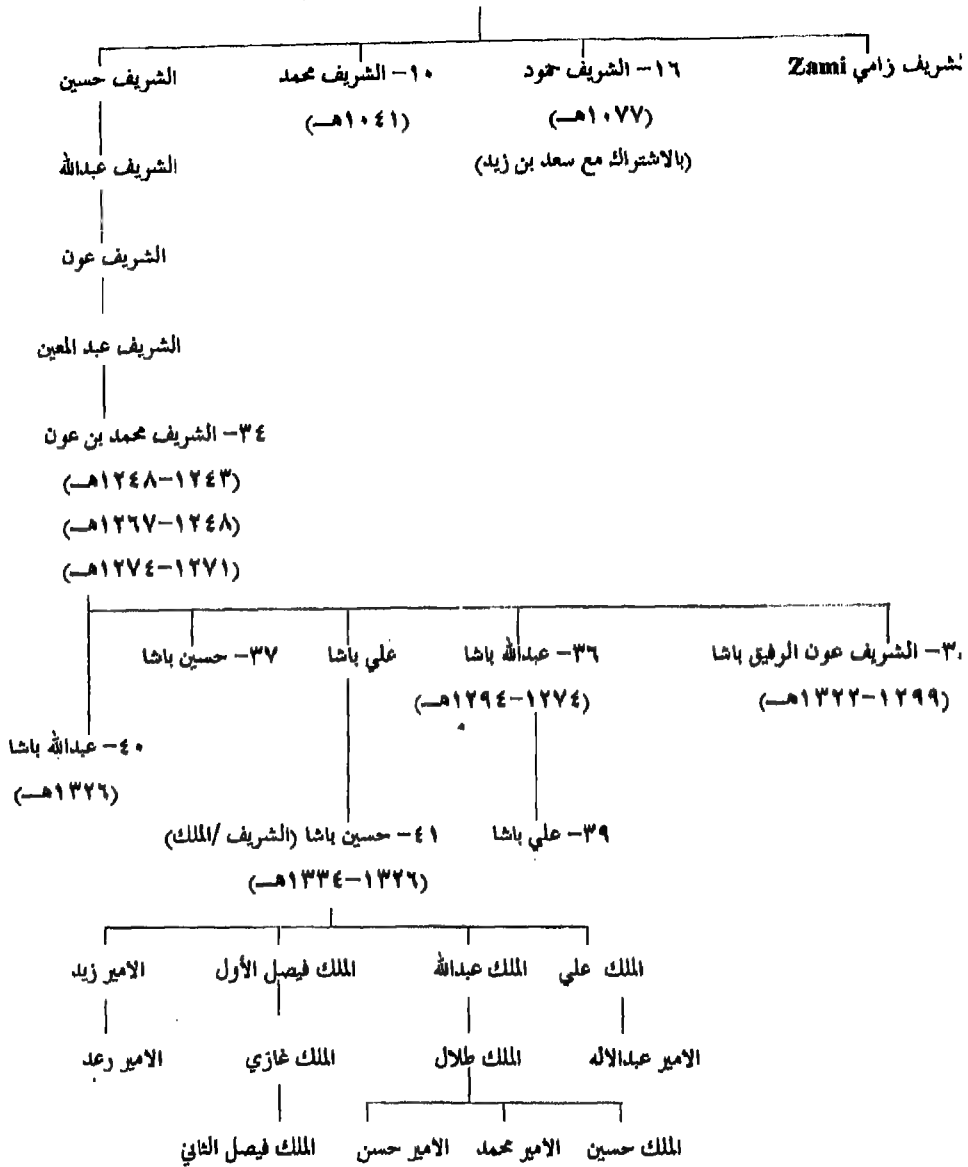 الشريف حسين ١٠- الشريف محمد ١٦- الشريف حمود لشريف زامي Zami
(١٠٤١هـ) (١٠٧٧هـ)
(بالاشتراك مع سعد بن زيد)
الشريف عبدالله
الشريف عون
الشريف عبد المعين
٣٤- الشريف محمد بن عون
(١٢٤٣-١٢٤٨هـ)
(١٢٤٨-١٢٦٧هـ)
(١٢٧١-١٢٧٤هـ)
- الشريف عون الرفيق باشا ٣٦- عبدالله باشا علي باشا ٣٧- حسين باشا
(١٢٩٩-١٣٢٢هـ) (١٢٧٤-١٢٩٤هـ)
٤٠- عبدالله باشا
(١٣٢٦هـ)
٣٩- علي باشا ٤١- حسين باشا (الشريف /الملك)
(١٣٢٦-١٣٣٤هـ)
الملك علي الملك عبدالله الملك فيصل الأول الامير زيد
الامير عبدالاله الملك طلال الملك غازي الامير رعد
الملك حسين الامير محمد الامير حسن الملك فيصل الثاني